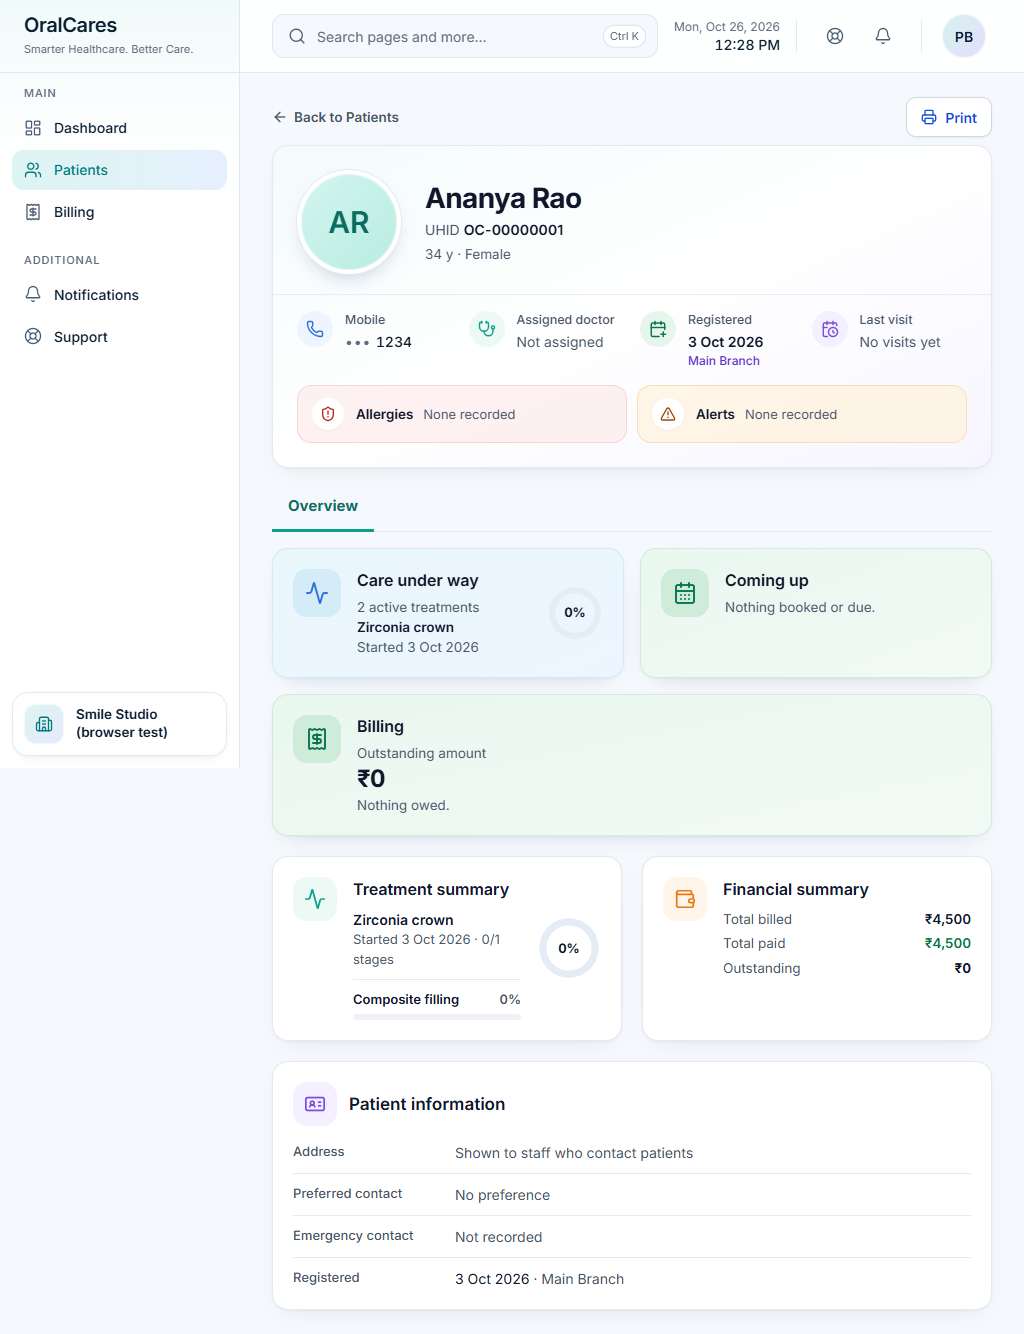 OralCares
Smarter Healthcare. Better Care.
Search pages and more...
Ctrl K
Mon, Oct 26, 2026
12:28 PM
PB
MAIN
Dashboard
Patients
Billing
ADDITIONAL
Notifications
Support
Smile Studio
(browser test)
Back to Patients
Print
AR
Ananya Rao
UHID OC-00000001
34 y · Female
Mobile
••• 1234
Assigned doctor
Not assigned
Registered
3 Oct 2026
Main Branch
Last visit
No visits yet
Allergies None recorded
Alerts None recorded
Overview
Care under way
2 active treatments
Zirconia crown
Started 3 Oct 2026
0%
Coming up
Nothing booked or due.
Billing
Outstanding amount
₹0
Nothing owed.
Treatment summary
Zirconia crown
Started 3 Oct 2026 · 0/1
stages
Composite filling 0%
0%
Financial summary
Total billed ₹4,500
Total paid ₹4,500
Outstanding ₹0
Patient information
Address Shown to staff who contact patients
Preferred contact No preference
Emergency contact Not recorded
Registered 3 Oct 2026 · Main Branch